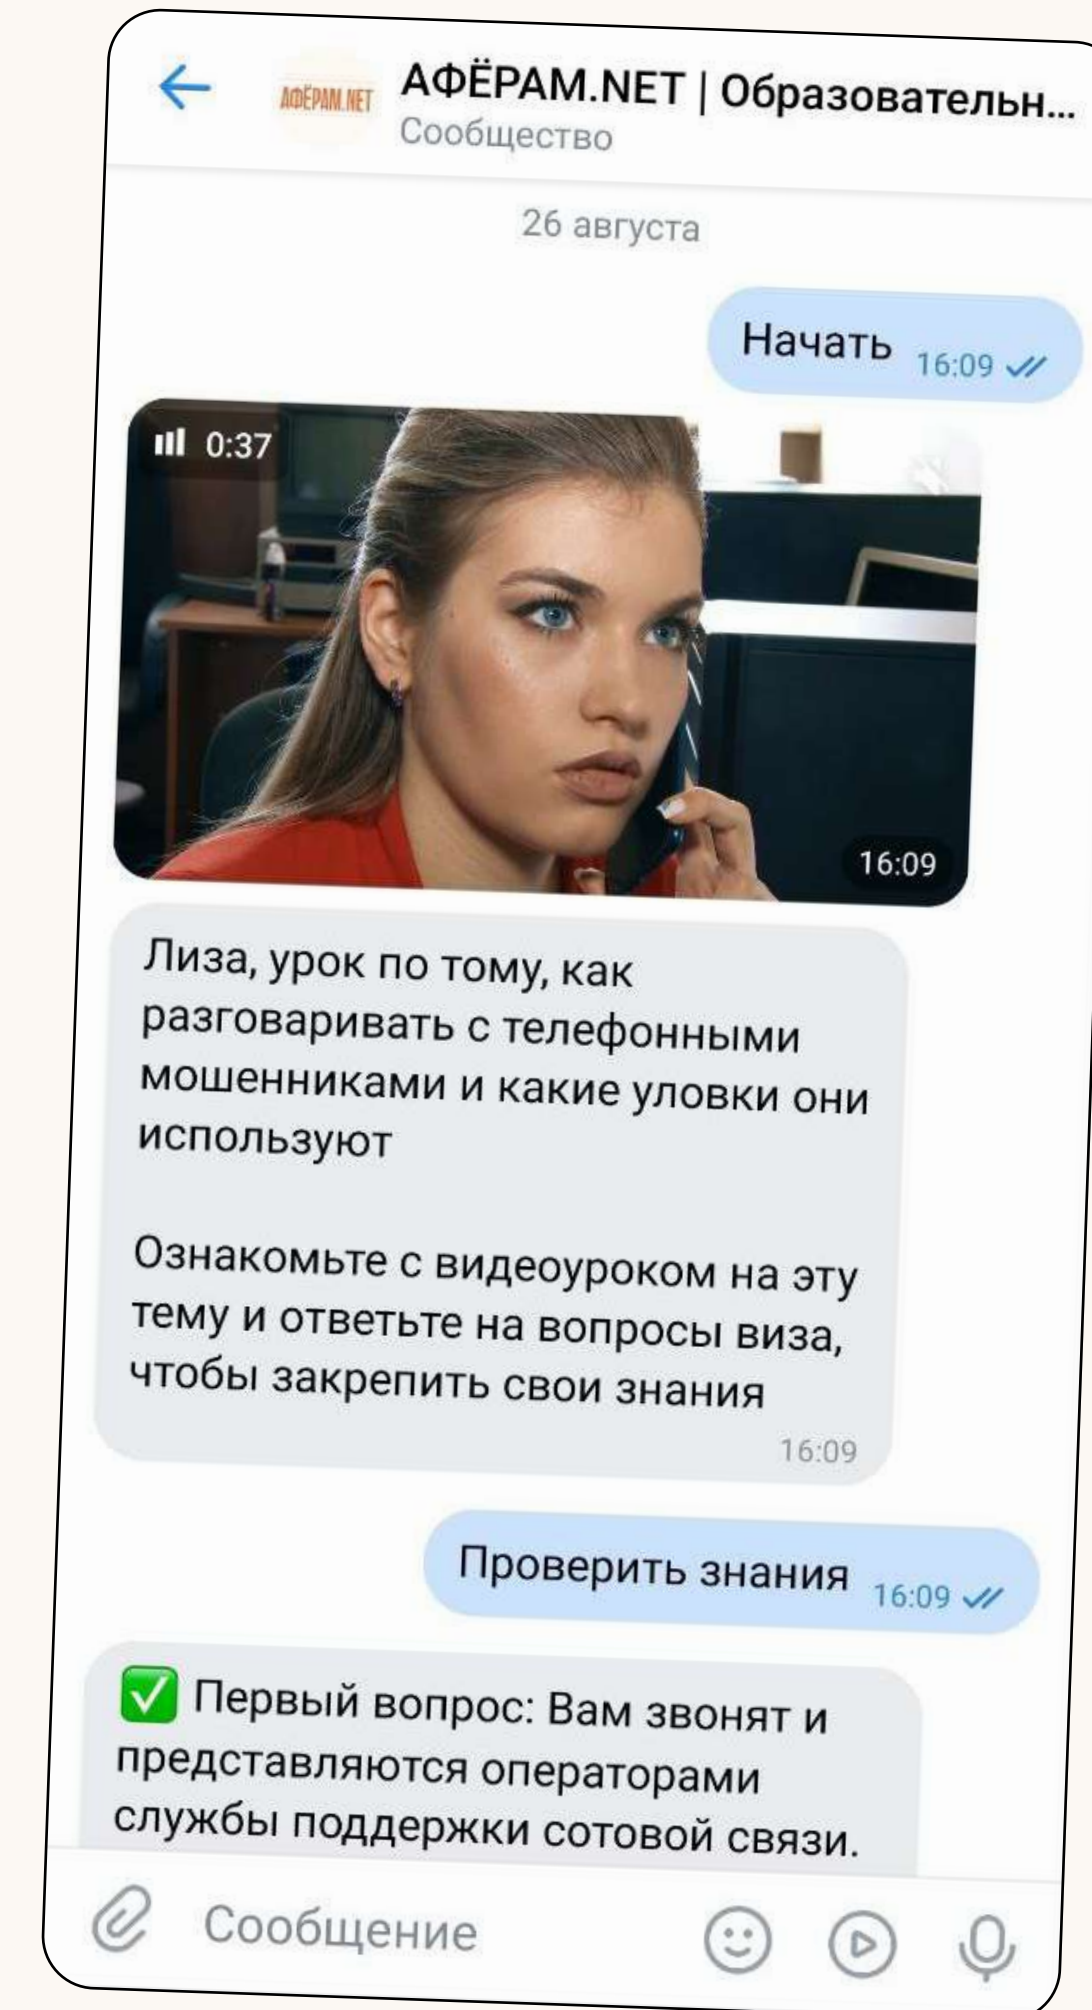 АФЁРАМ.NET
АФЁРАМ.NET | Образовательн...
Сообщество
26 августа
Начать 16:09
0:37
16:09
Лиза, урок по тому, как
разговаривать с телефонными
мошенниками и какие уловки они
используют
Ознакомьте с видеоуроком на эту
тему и ответьте на вопросы виза,
чтобы закрепить свои знания
16:09
Проверить знания 16:09
✅ Первый вопрос: Вам звонят и
представляются операторами
службы поддержки сотовой связи.
Сообщение